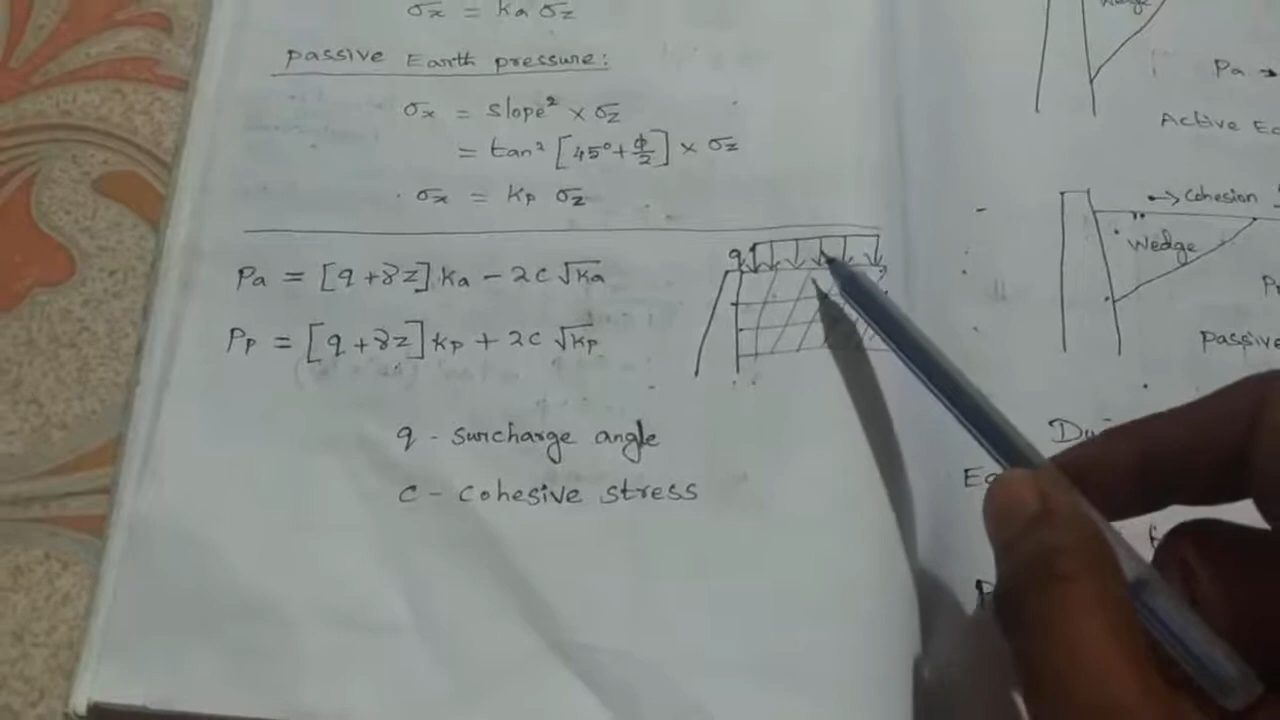 σx = ka σz
passive Earth pressure:
σx = slope² × σz
= tan² [45° + φ/2] × σz
σx = kp σz
Pa = [q + γz] ka - 2c √ka
Pp = [q + γz] kp + 2c √kp
q
q - surcharge angle
c - cohesive stress
wedge
Pa →
Active
→ Cohesion
wedge
passive